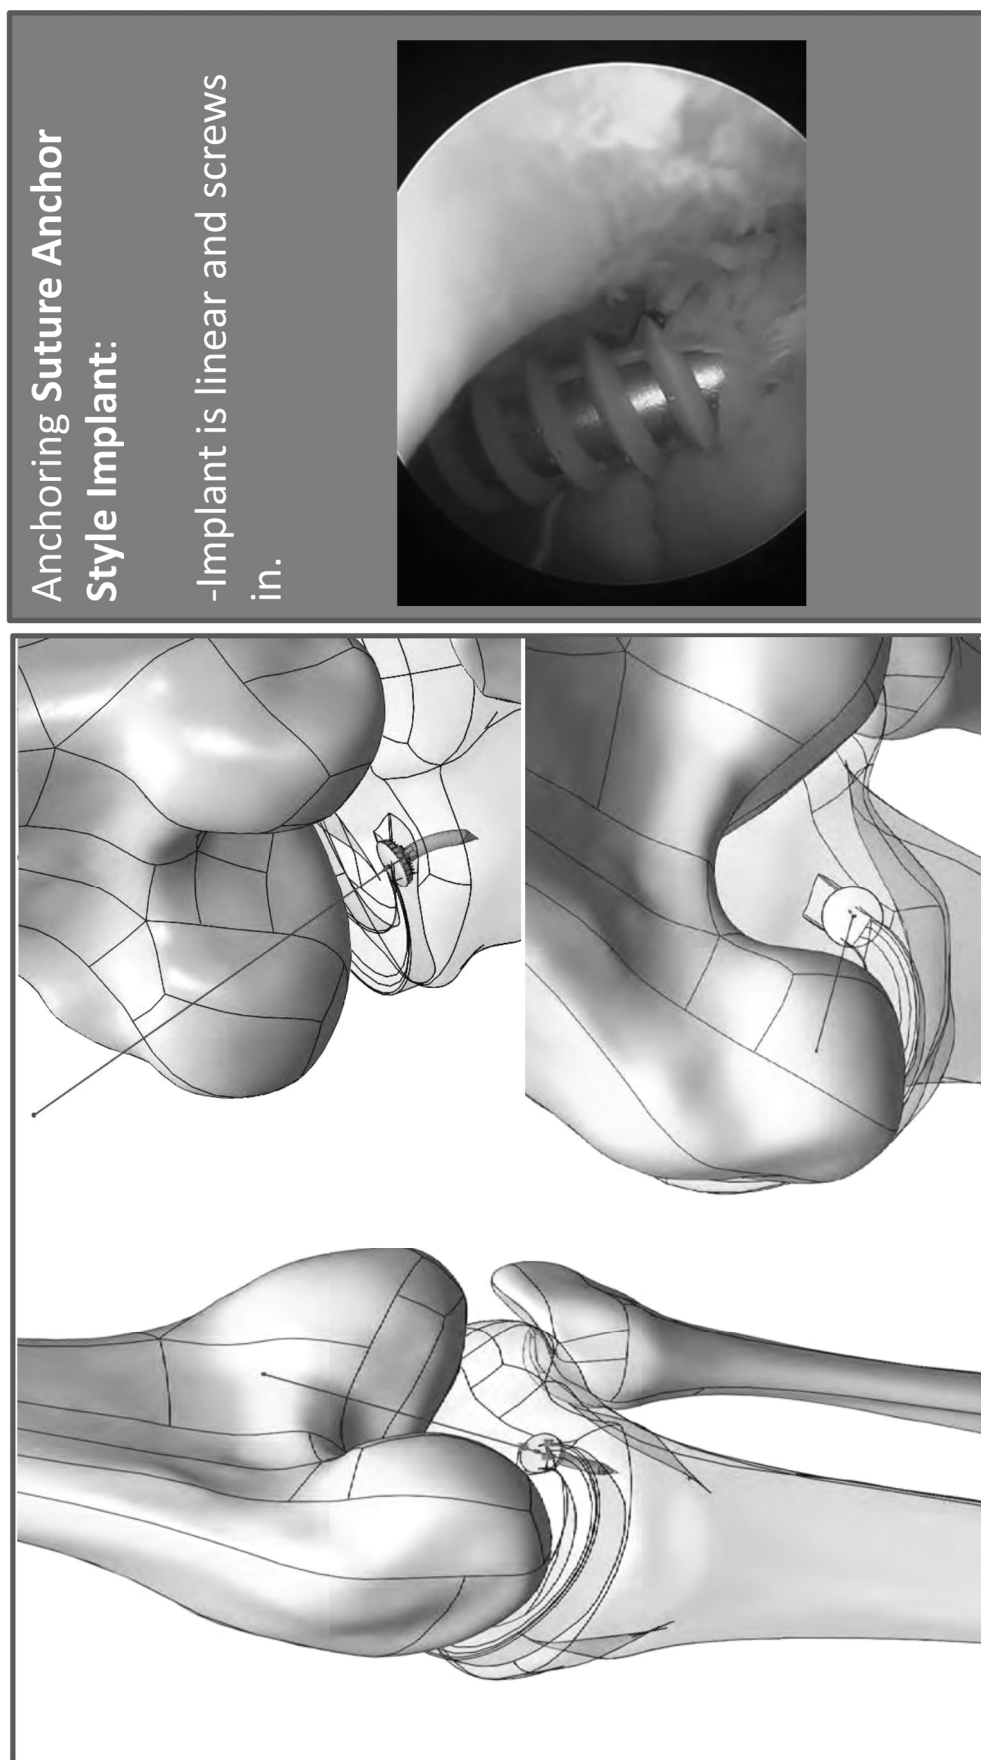 Anchoring Suture Anchor
Style Implant:
-Implant is linear and screws
in.